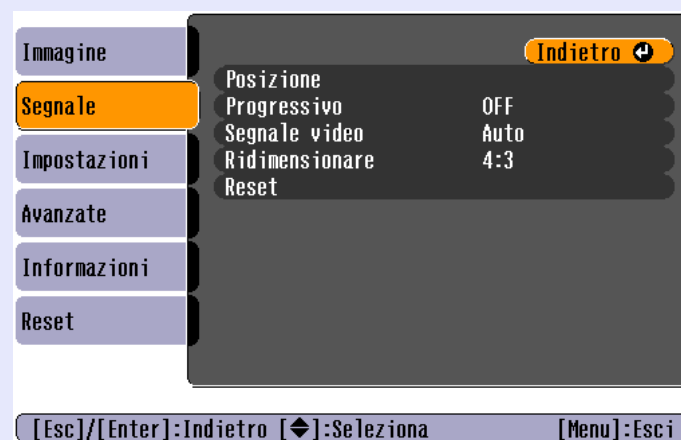 Immagine
Segnale
Impostazioni
Avanzate
Informazioni
Reset
Indietro
Posizione
Progressivo OFF
Segnale video Auto
Ridimensionare 4:3
Reset
[Esc]/[Enter]:Indietro [◆]:Seleziona [Menu]:Esci